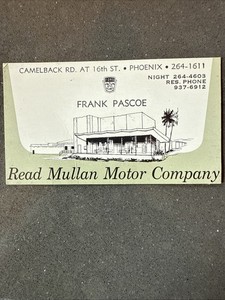 CAMELBACK RD. AT 16th ST. • PHOENIX • 264-1611
NIGHT 264-4603
RES. PHONE
937-6912
FRANK PASCOE
Read Mullan Motor Company